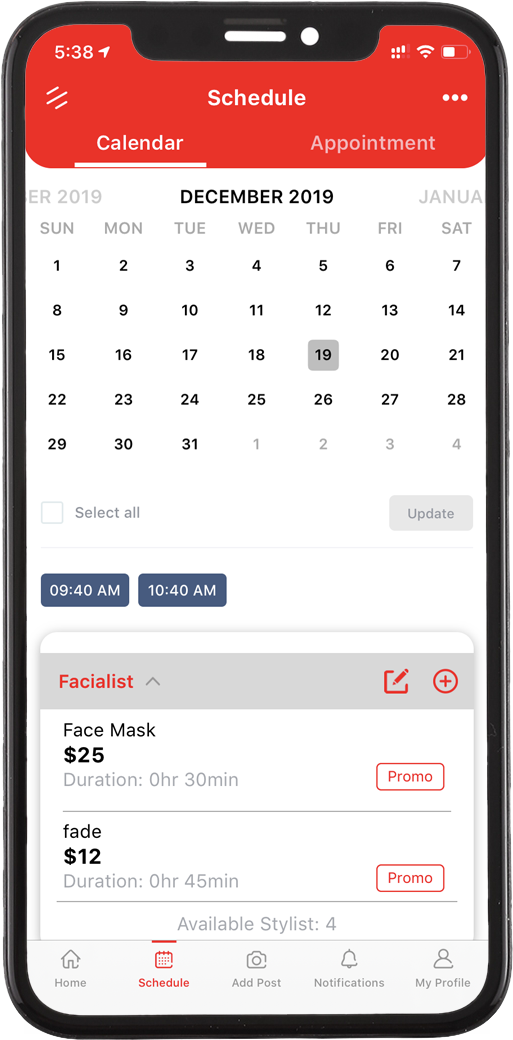 5:38
Schedule
Calendar Appointment
BER 2019 DECEMBER 2019 JANUA
SUN MON TUE WED THU FRI SAT
1 2 3 4 5 6 7
8 9 10 11 12 13 14
15 16 17 18 19 20 21
22 23 24 25 26 27 28
29 30 31 1 2 3 4
Select all Update
09:40 AM 10:40 AM
Facialist
Face Mask
$25
Duration: 0hr 30min Promo
fade
$12
Duration: 0hr 45min Promo
Available Stylist: 4
Home Schedule Add Post Notifications My Profile